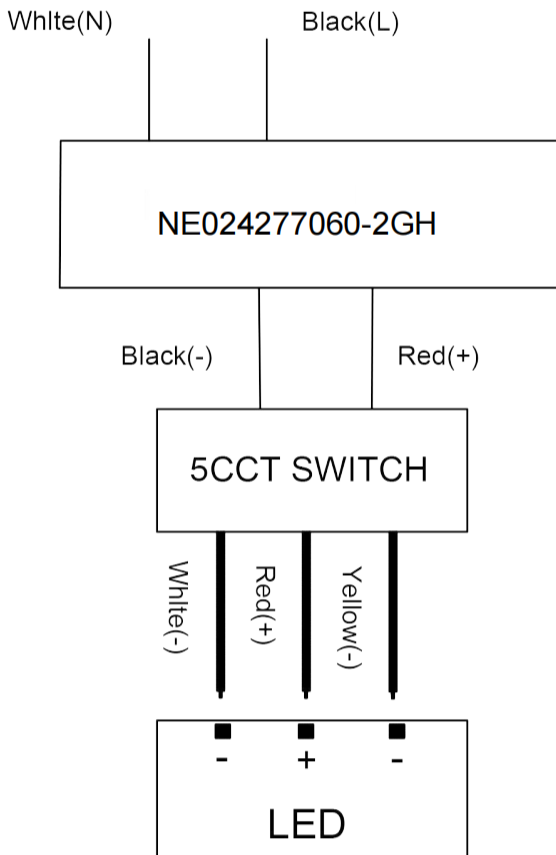 Whlte(N)
Black(L)
NE024277060-2GH
Black(-)
Red(+)
5CCT SWITCH
Whlte(-)
Red(+)
Yellow(-)
- + -
LED